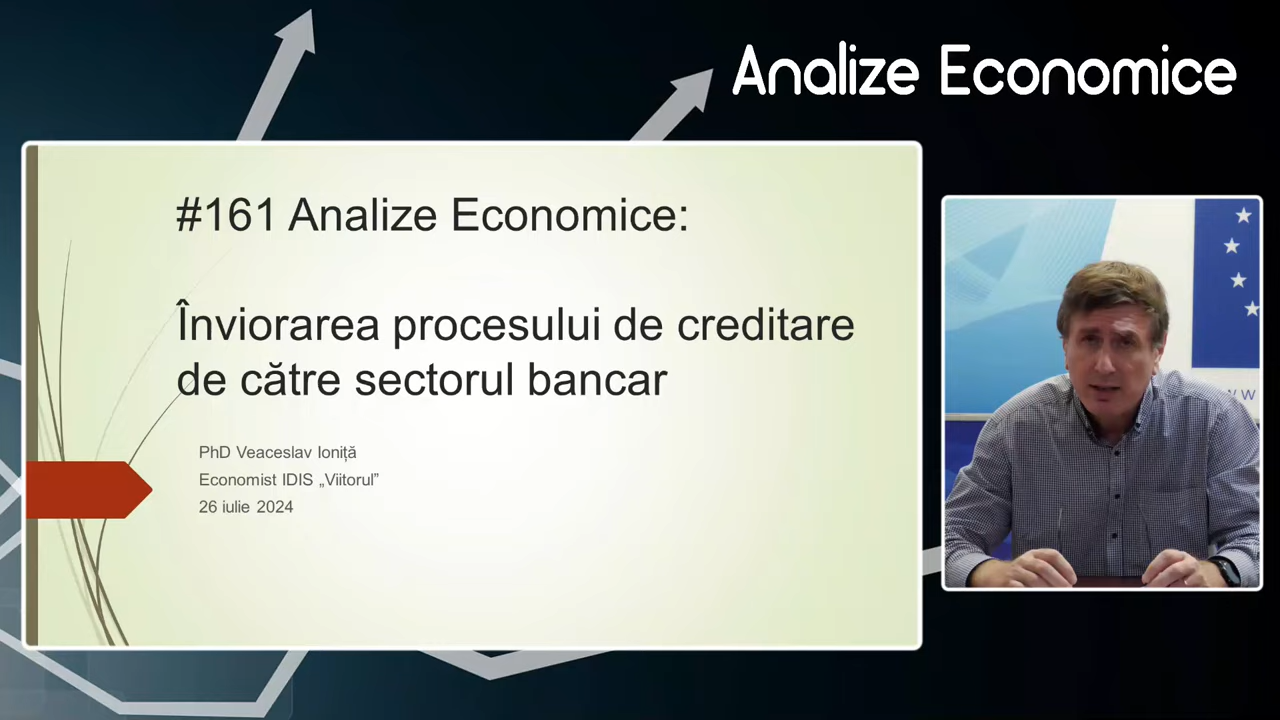 Analize Economice
#161 Analize Economice:
Înviorarea procesului de creditare
de către sectorul bancar
PhD Veaceslav Ioniță
Economist IDIS „Viitorul”
26 iulie 2024
W W